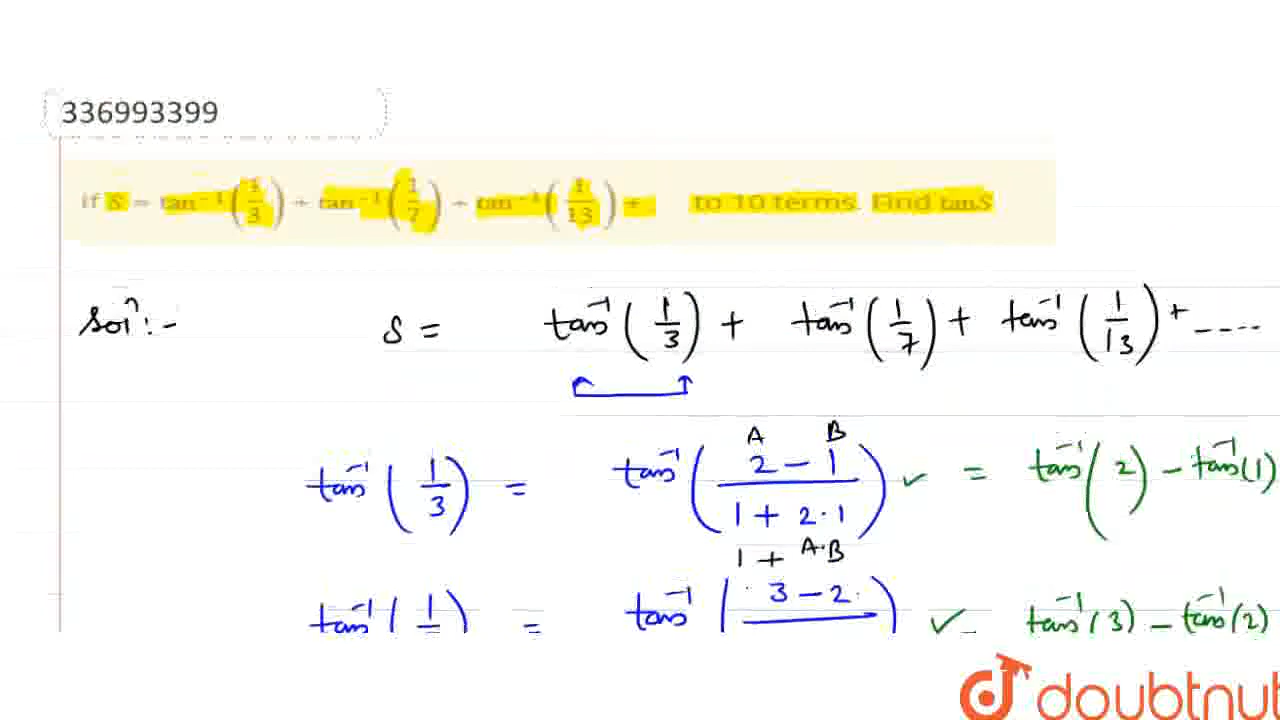 336993399
If S = tan⁻¹(1/3) + tan⁻¹(1/7) + tan⁻¹(1/13) + to 10 terms. Find tanS
Solⁿ:- S = tan⁻¹(1/3) + tan⁻¹(1/7) + tan⁻¹(1/13) + ----
A B
tan⁻¹(1/3) = tan⁻¹((2-1)/(1+2·1)) ✓ = tan⁻¹(2) - tan⁻¹(1)
1 + A·B
tan⁻¹(1/ = tan⁻¹(3-2) ✓ tan⁻¹(3) - tan⁻¹(2)
doubtnut